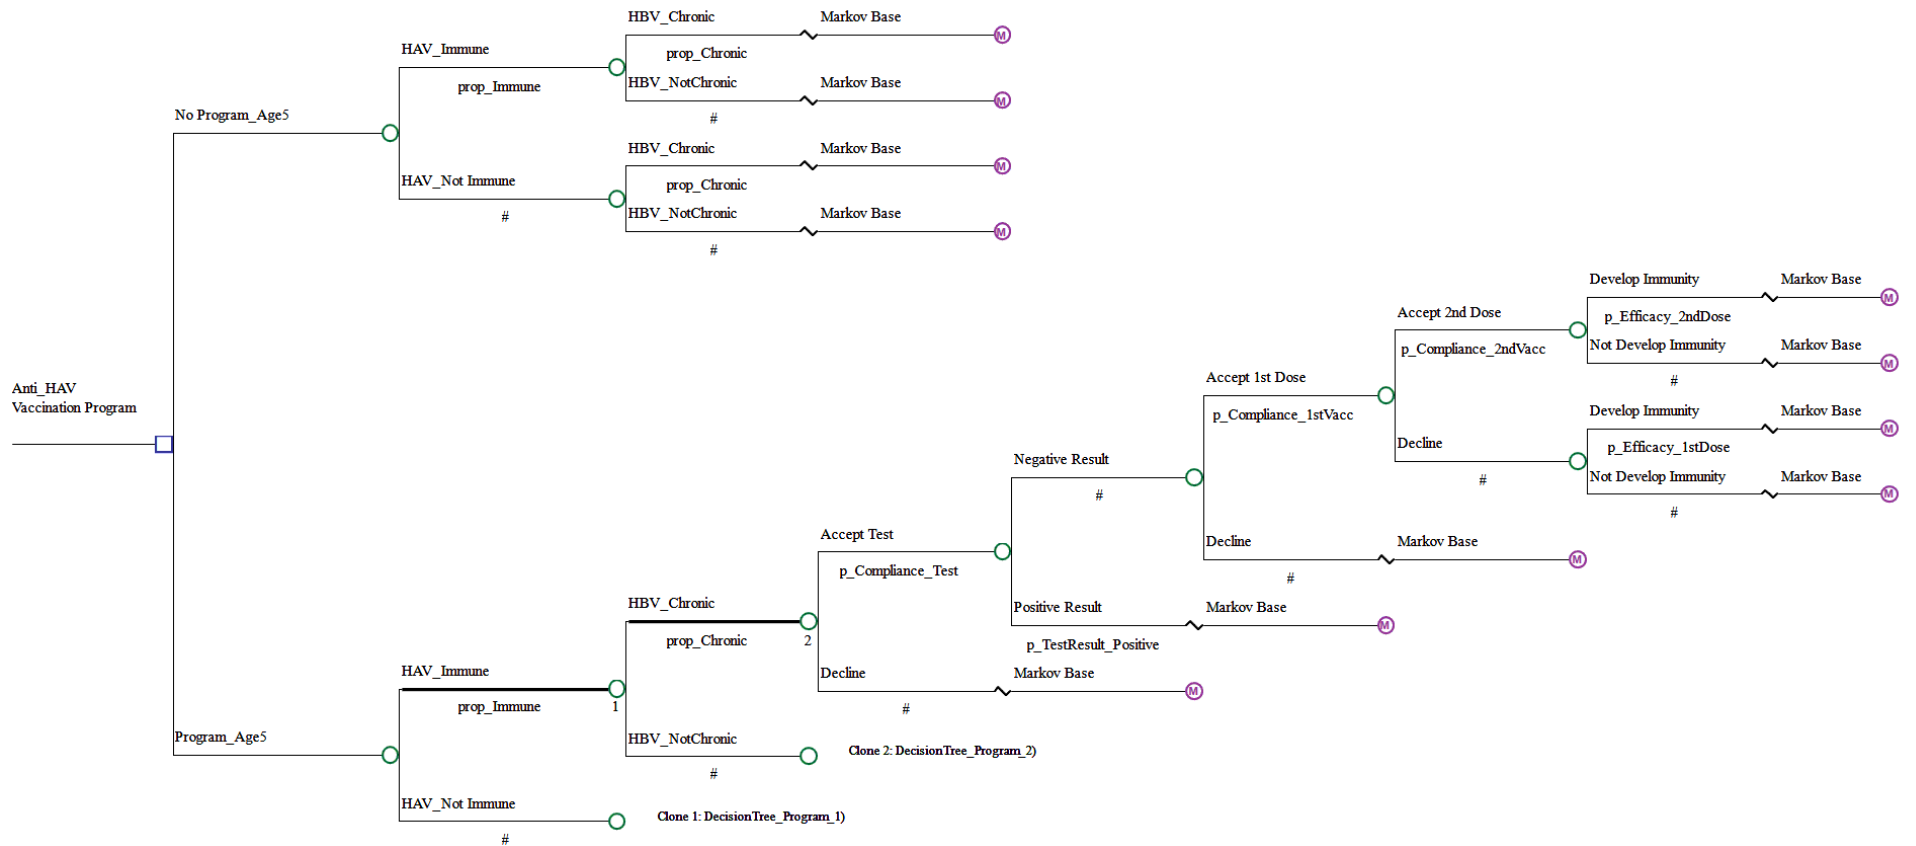 HBV_Chronic
Markov Base
M
HAV_Immune
prop_Chronic
HBV_NotChronic
Markov Base
M
prop_Immune
#
No Program_Age5
HBV_Chronic
Markov Base
M
HAV_Not Immune
prop_Chronic
HBV_NotChronic
Markov Base
M
#
#
Develop Immunity
Markov Base
M
Accept 2nd Dose
p_Efficacy_2ndDose
p_Compliance_2ndVacc
Not Develop Immunity
Markov Base
M
#
Anti_HAV
Vaccination Program
Accept 1st Dose
p_Compliance_1stVacc
Develop Immunity
Markov Base
M
Decline
p_Efficacy_1stDose
#
Not Develop Immunity
Markov Base
M
#
Negative Result
#
Accept Test
p_Compliance_Test
Decline
Markov Base
M
#
HBV_Chronic
prop_Chronic
2
Positive Result
Markov Base
M
p_TestResult_Positive
HAV_Immune
prop_Immune
1
Decline
Markov Base
M
#
Program_Age5
HBV_NotChronic
#
Clone 2: DecisionTree_Program_2)
HAV_Not Immune
#
Clone 1: DecisionTree_Program_1)